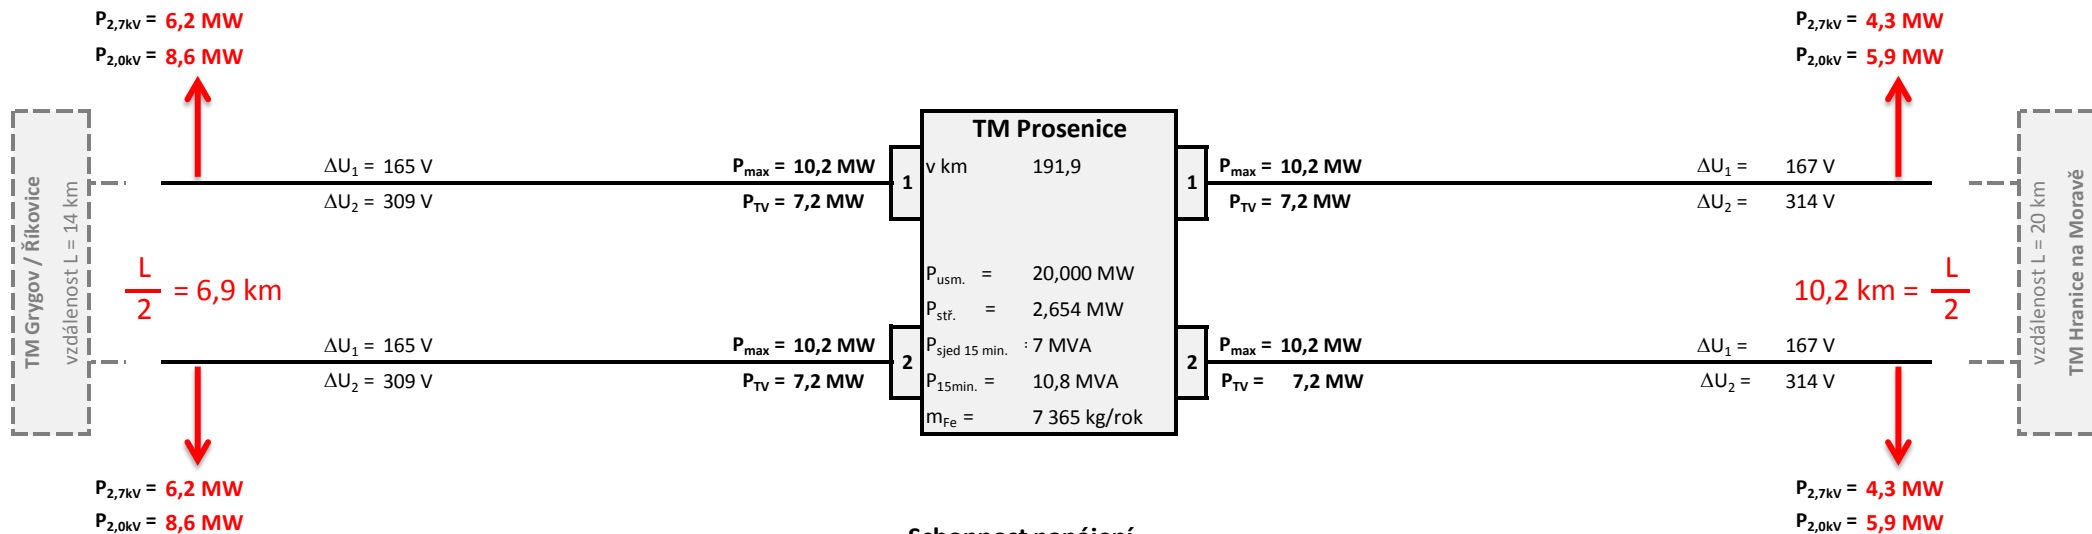 P2,7kV = 6,2 MW
P2,0kV = 8,6 MW
P2,7kV = 4,3 MW
P2,0kV = 5,9 MW
TM Grygov / Říkovice
vzdálenost L = 14 km
ΔU1 = 165 V
ΔU2 = 309 V
Pmax = 10,2 MW
PTV = 7,2 MW
1
TM Prosenice
v km 191,9
Pusm. = 20,000 MW
Pstř. = 2,654 MW
Psjed 15 min. : 7 MVA
P15min. = 10,8 MVA
mFe = 7 365 kg/rok
1
Pmax = 10,2 MW
PTV = 7,2 MW
ΔU1 = 167 V
ΔU2 = 314 V
vzdálenost L = 20 km
TM Hranice na Moravě
L
2
= 6,9 km
10,2 km =
L
2
ΔU1 = 165 V
ΔU2 = 309 V
Pmax = 10,2 MW
PTV = 7,2 MW
2
2
Pmax = 10,2 MW
PTV = 7,2 MW
ΔU1 = 167 V
ΔU2 = 314 V
P2,7kV = 6,2 MW
P2,0kV = 8,6 MW
P2,7kV = 4,3 MW
P2,0kV = 5,9 MW
Schopnost napájení